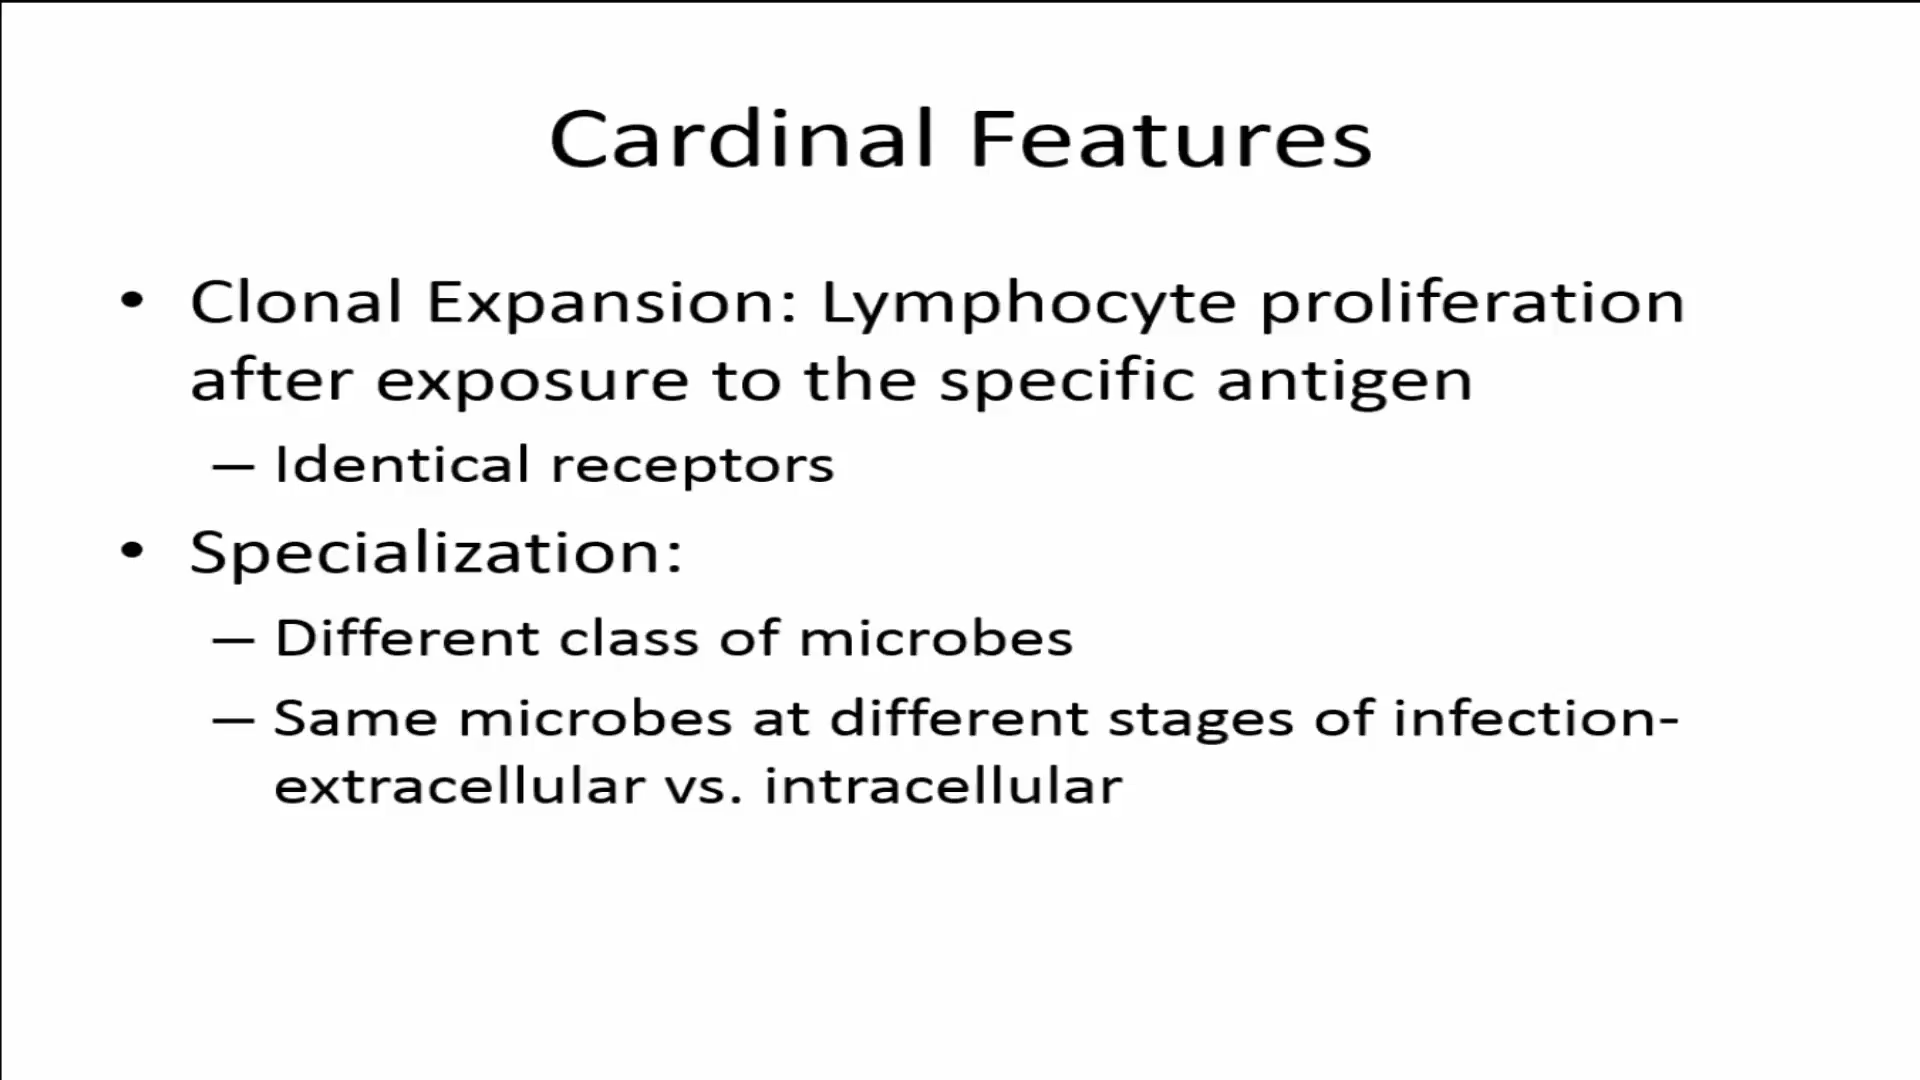 Cardinal Features
• Clonal Expansion: Lymphocyte proliferation
after exposure to the specific antigen
– Identical receptors
• Specialization:
– Different class of microbes
– Same microbes at different stages of infection-
extracellular vs. intracellular